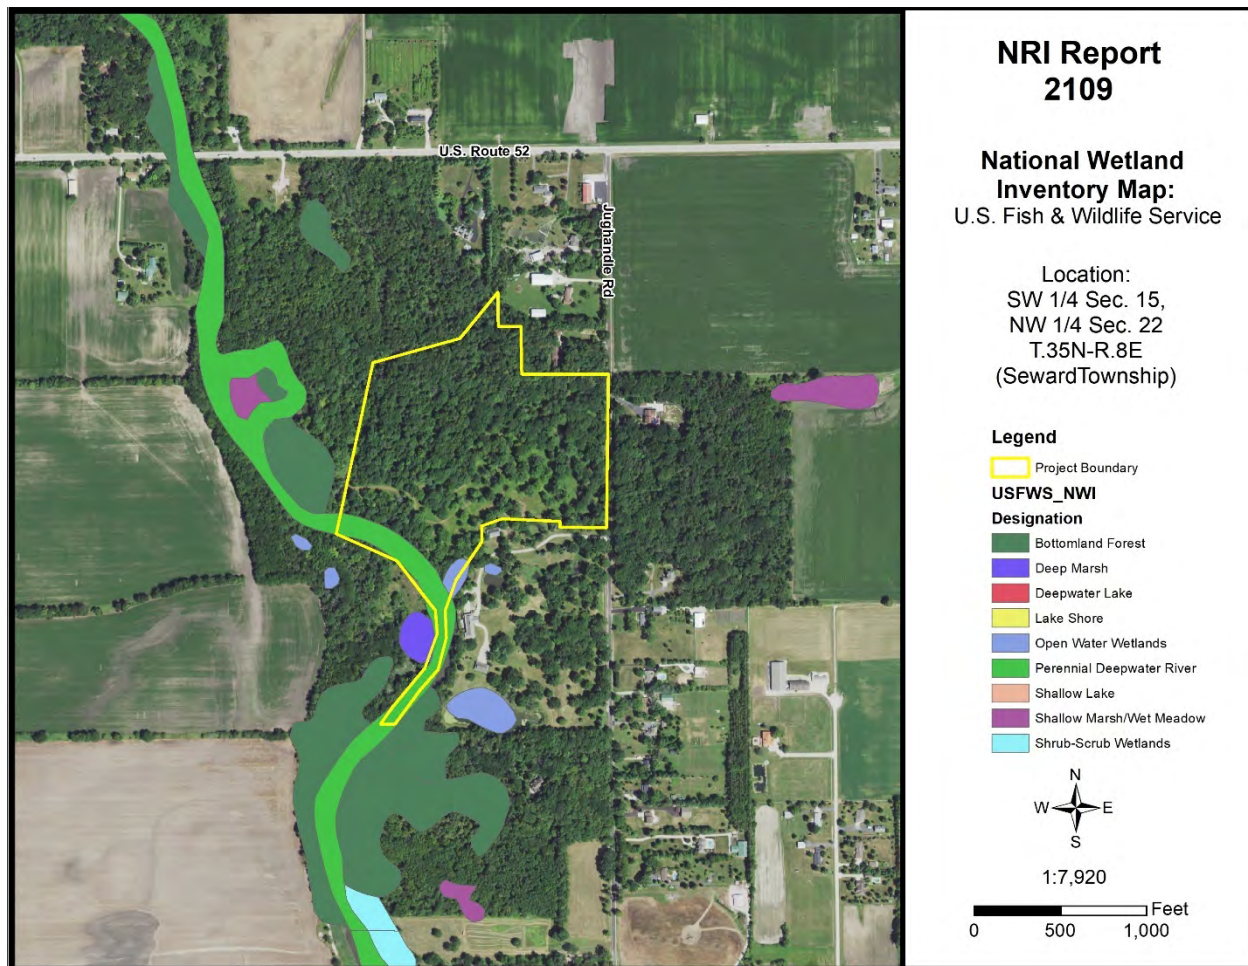 NRI Report
2109
National Wetland
Inventory Map:
U.S. Fish & Wildlife Service
Location:
SW 1/4 Sec. 15,
NW 1/4 Sec. 22
T.35N-R.8E
(SewardTownship)
Legend
Project Boundary
USFWS_NWI
Designation
Bottomland Forest
Deep Marsh
Deepwater Lake
Lake Shore
Open Water Wetlands
Perennial Deepwater River
Shallow Lake
Shallow Marsh/Wet Meadow
Shrub-Scrub Wetlands
N
W E
S
1:7,920
Feet
0 500 1,000
U.S. Route 52
Jughandle Rd